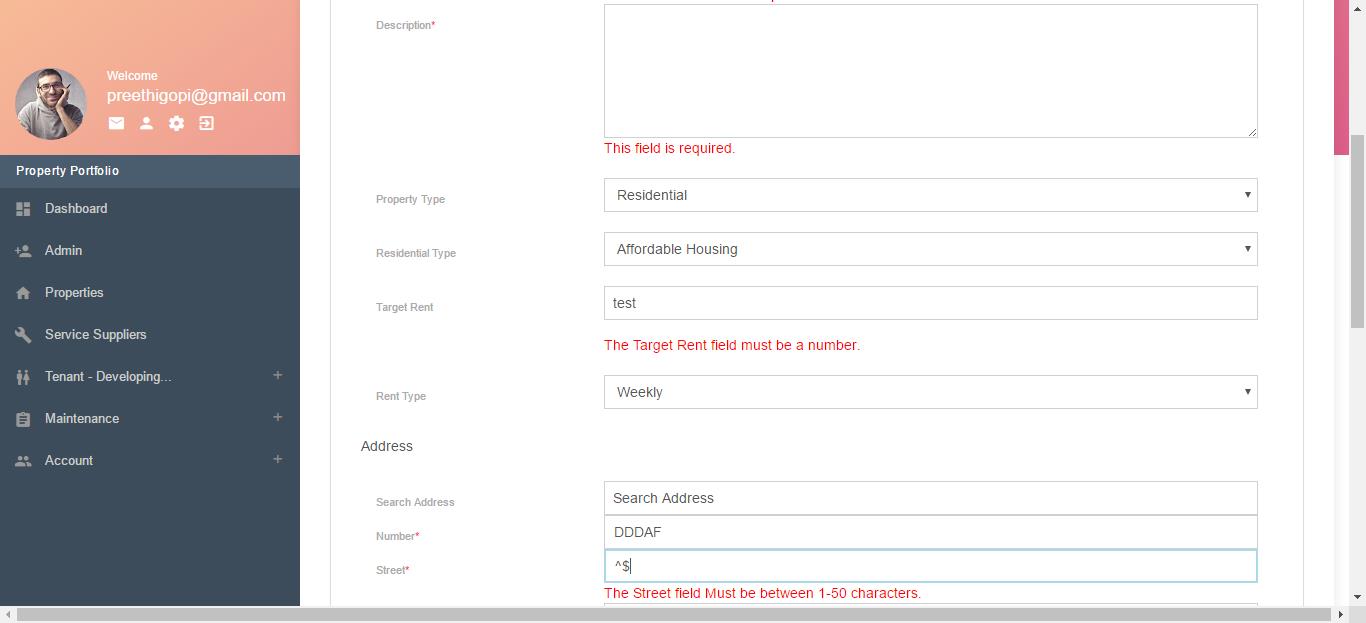 Welcome
preethigopi@gmail.com
Property Portfolio
Dashboard
Admin
Properties
Service Suppliers
Tenant - Developing...
+
Maintenance
+
Account
+
Description*
This field is required.
Property Type
Residential
Residential Type
Affordable Housing
Target Rent
test
The Target Rent field must be a number.
Rent Type
Weekly
Address
Search Address
Search Address
Number*
DDDAF
Street*
^$
The Street field Must be between 1-50 characters.